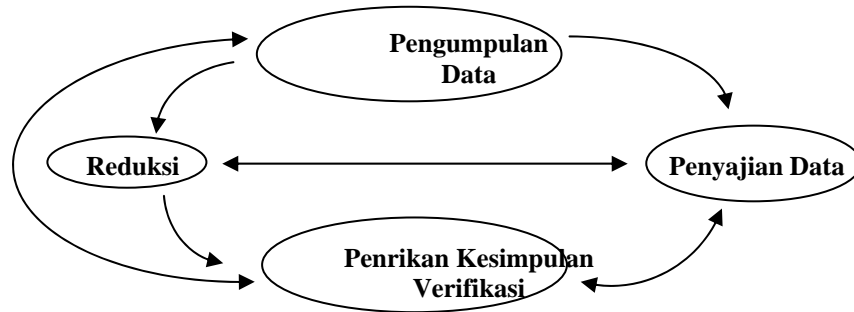 Pengumpulan
Data
Reduksi
Penyajian Data
Penrikan Kesimpulan
Verifikasi